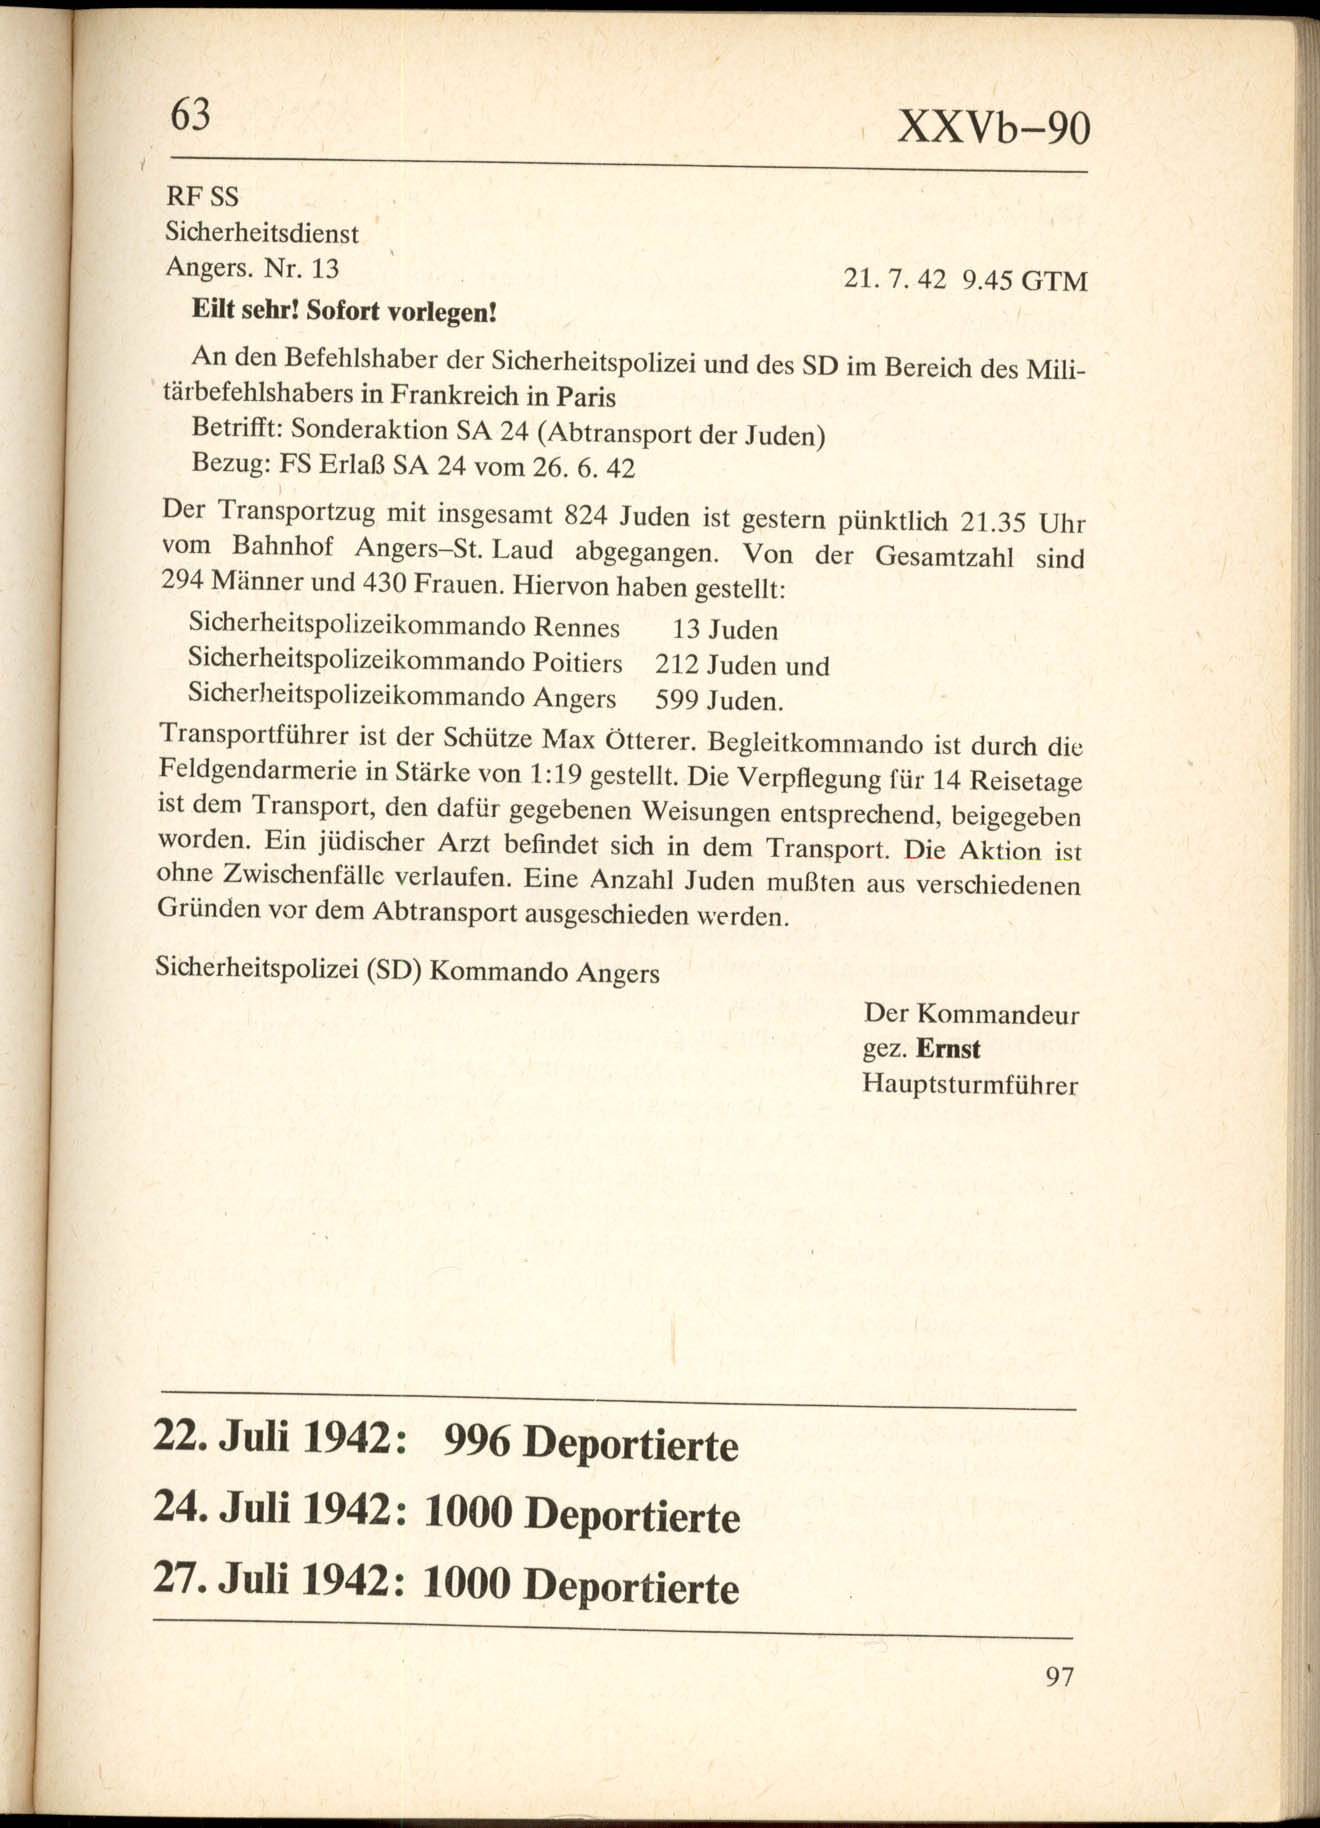 63
XXVb–90
RF SS
Sicherheitsdienst
Angers. Nr. 13
21. 7. 42 9.45 GTM
Eilt sehr! Sofort vorlegen!
An den Befehlshaber der Sicherheitspolizei und des SD im Bereich des Mili-
tärbefehlshabers in Frankreich in Paris
Betrifft: Sonderaktion SA 24 (Abtransport der Juden)
Bezug: FS Erlaß SA 24 vom 26. 6. 42
Der Transportzug mit insgesamt 824 Juden ist gestern pünktlich 21.35 Uhr
vom Bahnhof Angers–St. Laud abgegangen. Von der Gesamtzahl sind
294 Männer und 430 Frauen. Hiervon haben gestellt:
Sicherheitspolizeikommando Rennes 13 Juden
Sicherheitspolizeikommando Poitiers 212 Juden und
Sicherheitspolizeikommando Angers 599 Juden.
Transportführer ist der Schütze Max Ötterer. Begleitkommando ist durch die
Feldgendarmerie in Stärke von 1:19 gestellt. Die Verpflegung für 14 Reisetage
ist dem Transport, den dafür gegebenen Weisungen entsprechend, beigegeben
worden. Ein jüdischer Arzt befindet sich in dem Transport. Die Aktion ist
ohne Zwischenfälle verlaufen. Eine Anzahl Juden mußten aus verschiedenen
Gründen vor dem Abtransport ausgeschieden werden.
Sicherheitspolizei (SD) Kommando Angers
Der Kommandeur
gez. Ernst
Hauptsturmführer
22. Juli 1942: 996 Deportierte
24. Juli 1942: 1000 Deportierte
27. Juli 1942: 1000 Deportierte
97